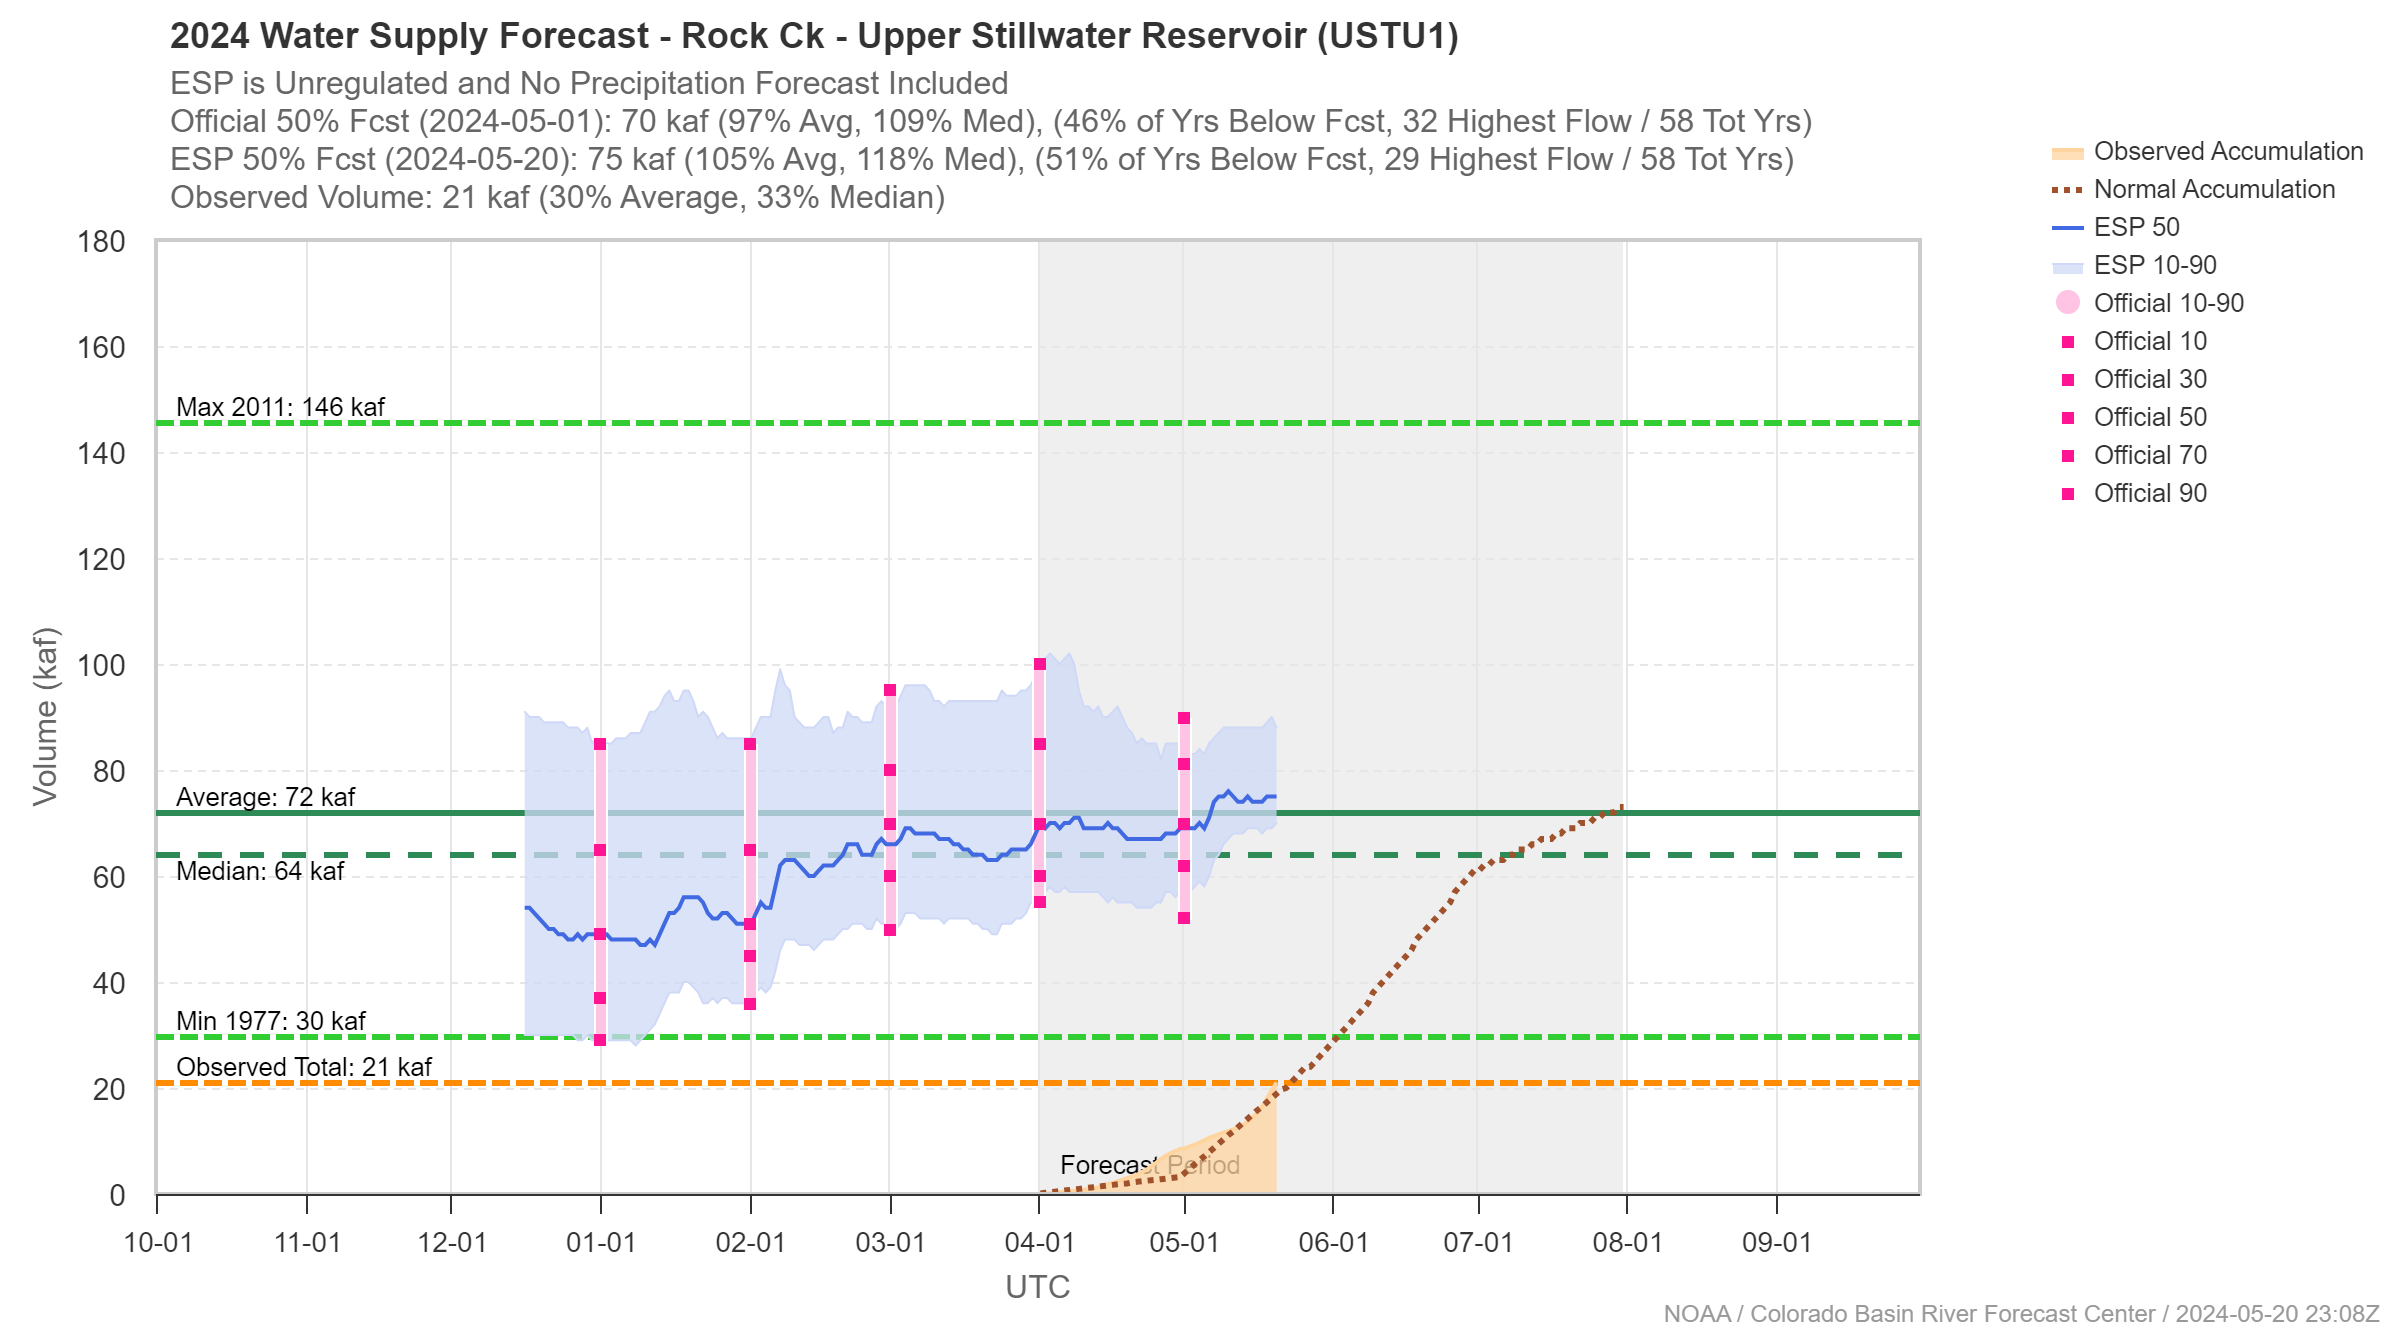 2024 Water Supply Forecast - Rock Ck - Upper Stillwater Reservoir (USTU1)
ESP is Unregulated and No Precipitation Forecast Included
Official 50% Fcst (2024-05-01): 70 kaf (97% Avg, 109% Med), (46% of Yrs Below Fcst, 32 Highest Flow / 58 Tot Yrs)
ESP 50% Fcst (2024-05-20): 75 kaf (105% Avg, 118% Med), (51% of Yrs Below Fcst, 29 Highest Flow / 58 Tot Yrs)
Observed Volume: 21 kaf (30% Average, 33% Median)
Observed Accumulation
Normal Accumulation
ESP 50
ESP 10-90
Official 10-90
Official 10
Official 30
Official 50
Official 70
Official 90
Volume (kaf)
180
160
140
120
100
80
60
40
20
0
Max 2011: 146 kaf
Average: 72 kaf
Median: 64 kaf
Min 1977: 30 kaf
Observed Total: 21 kaf
Forecast Period
10-01 11-01 12-01 01-01 02-01 03-01 04-01 05-01 06-01 07-01 08-01 09-01
UTC
NOAA / Colorado Basin River Forecast Center / 2024-05-20 23:08Z